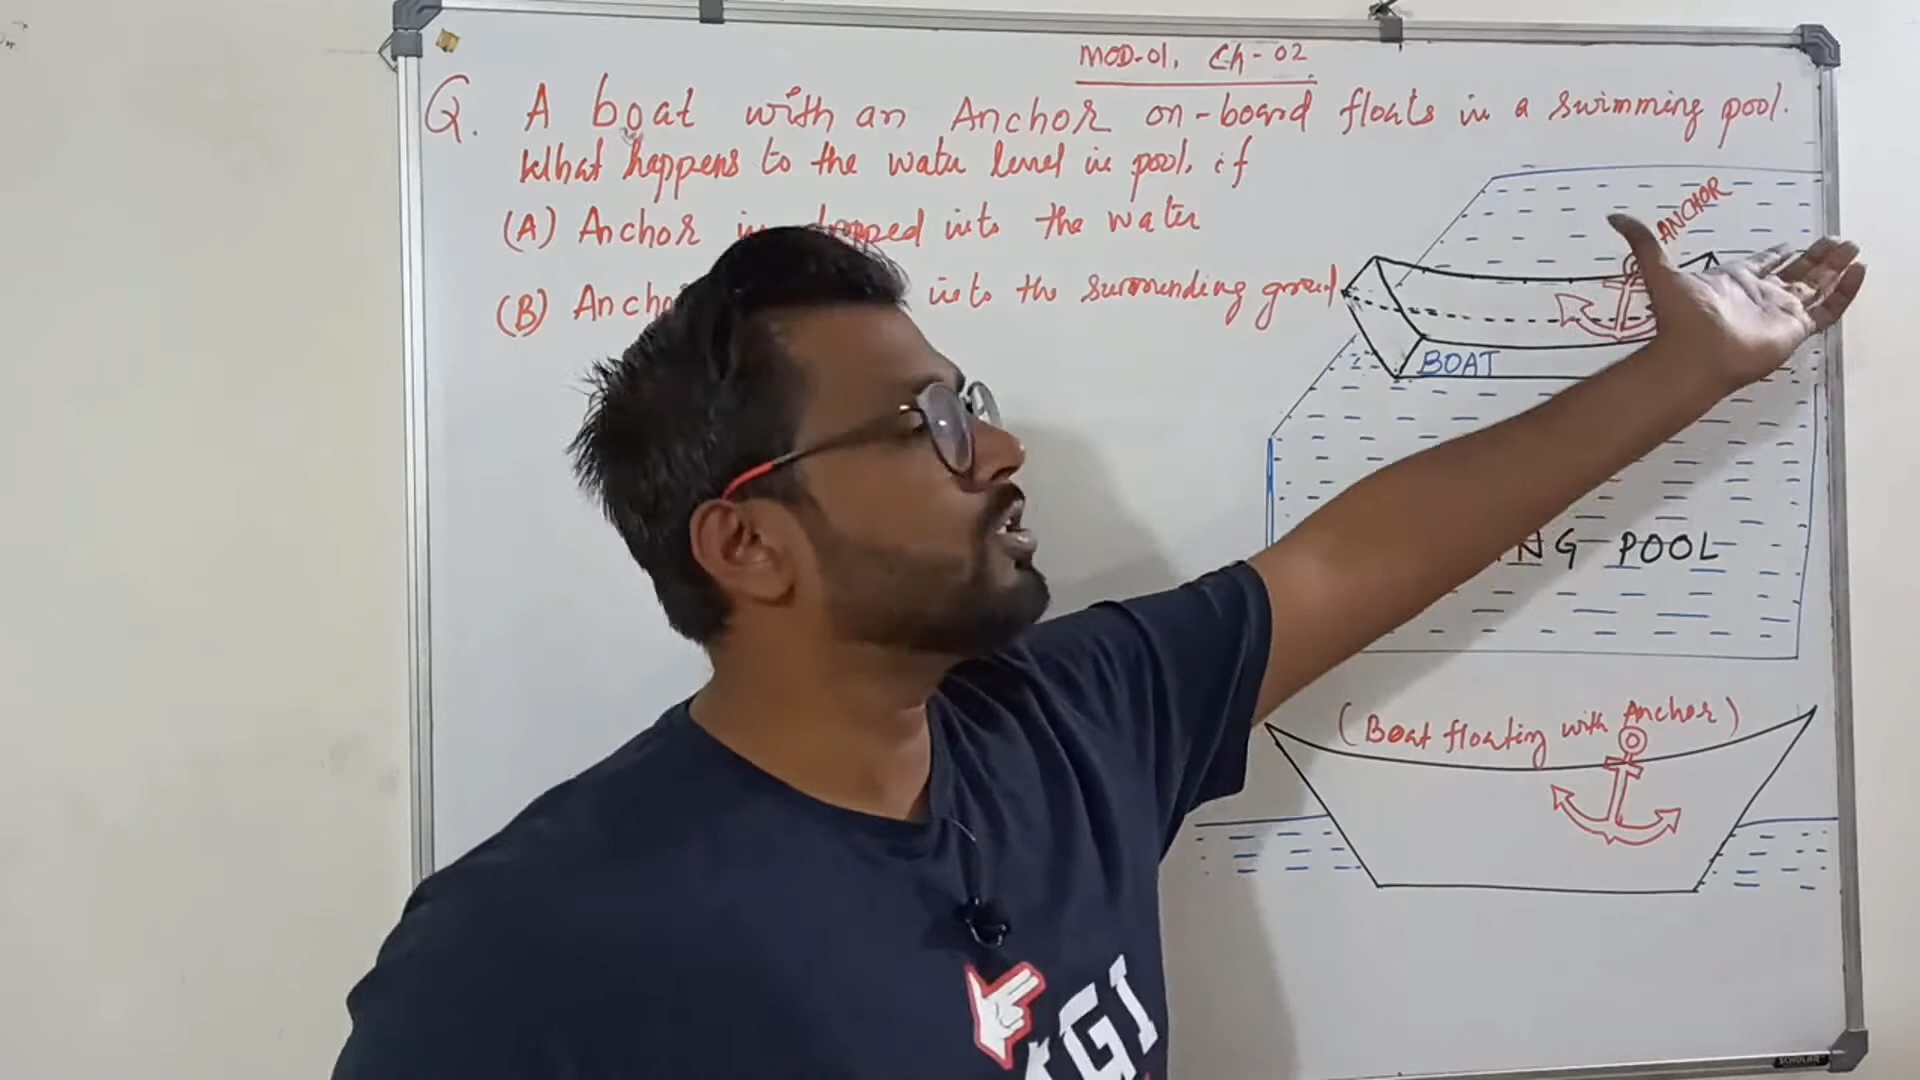 MOD-01, Ch-02
Q. A boat with an Anchor on-board floats in a swimming pool.
What happens to the water level in pool, if
(A) Anchor is dropped into the water
(B) into the surrounding ground
ANCHOR
BOAT
POOL
(Boat floating with Anchor)
GI
SCHOLAR